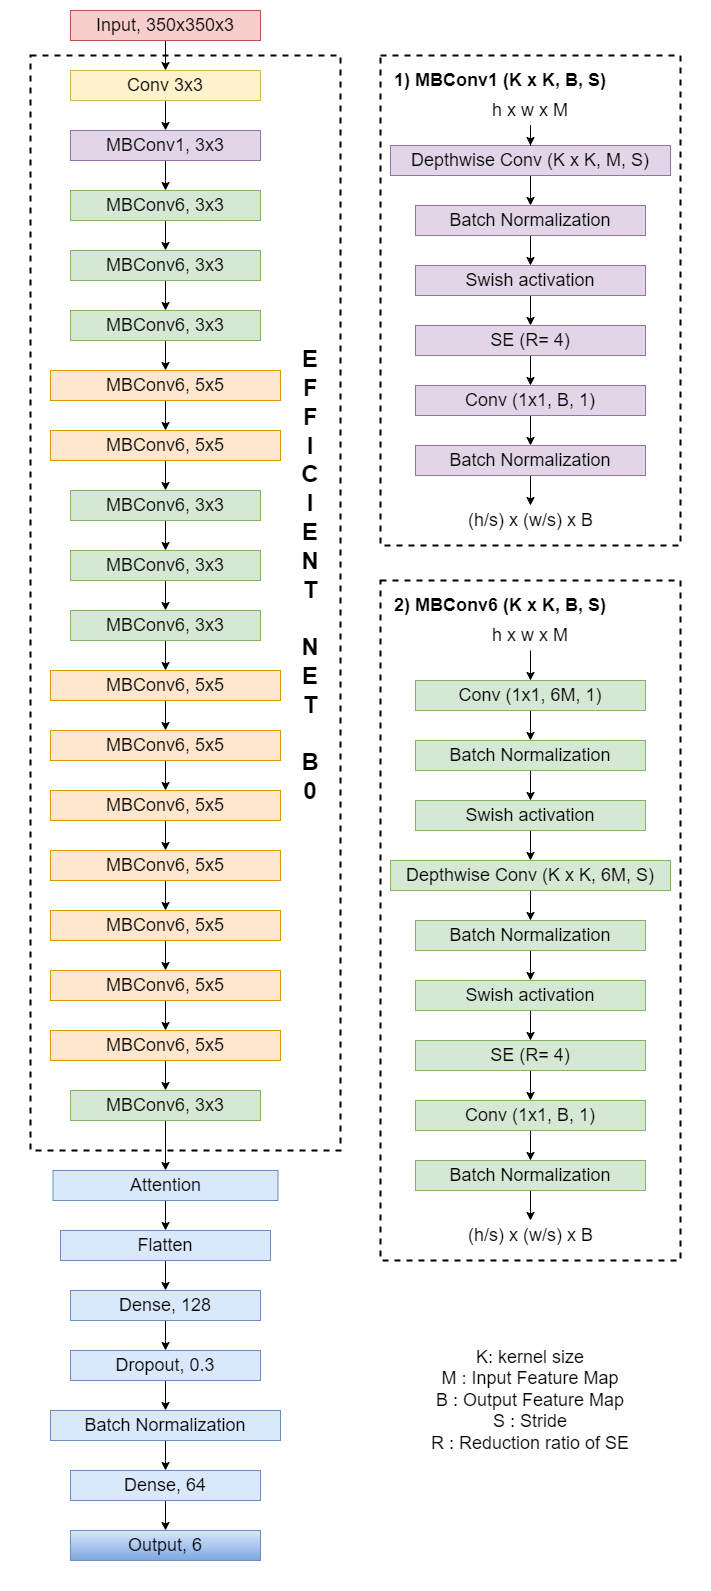 Input, 350x350x3
Conv 3x3
MBConv1, 3x3
MBConv6, 3x3
MBConv6, 3x3
MBConv6, 3x3
MBConv6, 5x5
MBConv6, 5x5
MBConv6, 3x3
MBConv6, 3x3
MBConv6, 3x3
MBConv6, 5x5
MBConv6, 5x5
MBConv6, 5x5
MBConv6, 5x5
MBConv6, 5x5
MBConv6, 5x5
MBConv6, 5x5
MBConv6, 3x3
EFFICIENT NET B0
Attention
Flatten
Dense, 128
Dropout, 0.3
Batch Normalization
Dense, 64
Output, 6
1) MBConv1 (K x K, B, S)
h x w x M
Depthwise Conv (K x K, M, S)
Batch Normalization
Swish activation
SE (R= 4)
Conv (1x1, B, 1)
Batch Normalization
(h/s) x (w/s) x B
2) MBConv6 (K x K, B, S)
h x w x M
Conv (1x1, 6M, 1)
Batch Normalization
Swish activation
Depthwise Conv (K x K, 6M, S)
Batch Normalization
Swish activation
SE (R= 4)
Conv (1x1, B, 1)
Batch Normalization
(h/s) x (w/s) x B
K: kernel size
M : Input Feature Map
B : Output Feature Map
S : Stride
R : Reduction ratio of SE